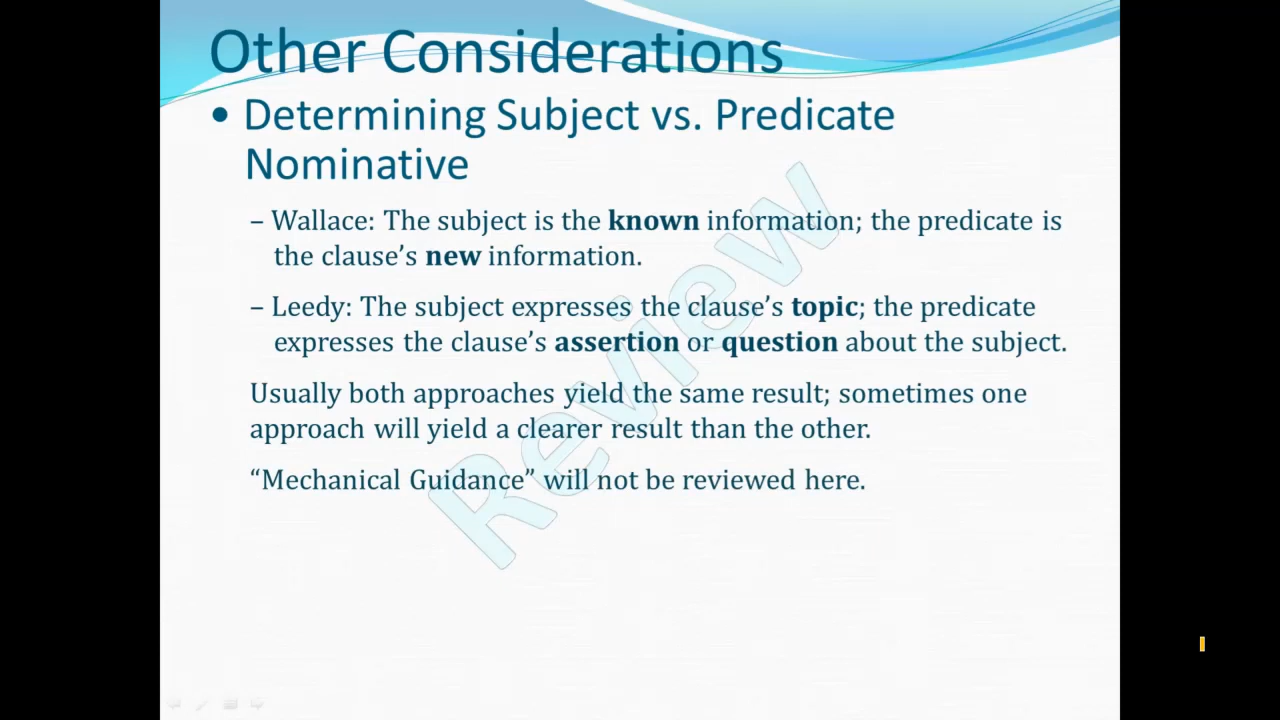 Other Considerations
• Determining Subject vs. Predicate
Nominative
– Wallace: The subject is the known information; the predicate is
the clause’s new information.
– Leedy: The subject expresses the clause’s topic; the predicate
expresses the clause’s assertion or question about the subject.
Usually both approaches yield the same result; sometimes one
approach will yield a clearer result than the other.
“Mechanical Guidance” will not be reviewed here.
Review